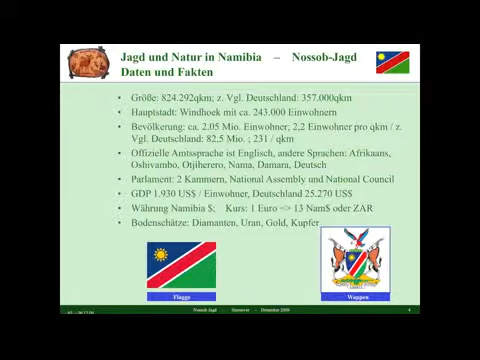 Jagd und Natur in Namibia – Nossob-Jagd
Daten und Fakten
• Größe: 824.292qkm; z. Vgl. Deutschland: 357.000qkm
• Hauptstadt: Windhoek mit ca. 243.000 Einwohnern
• Bevölkerung: ca. 2.05 Mio. Einwohner; 2,2 Einwohner pro qkm / z.
Vgl. Deutschland: 82,5 Mio. ; 231 / qkm
• Offizielle Amtssprache ist Englisch, andere Sprachen: Afrikaans,
Oshivambo, Otjiherero, Nama, Damara, Deutsch
• Parlament: 2 Kammern, National Assembly und National Council
• GDP 1.930 US$ / Einwohner, Deutschland 25.270 US$
• Währung Namibia $; Kurs: 1 Euro => 13 Nam$ oder ZAR
• Bodenschätze: Diamanten, Uran, Gold, Kupfer
Flagge
Wappen
Nossob-Jagd – Hannover – Dezember 2009
4